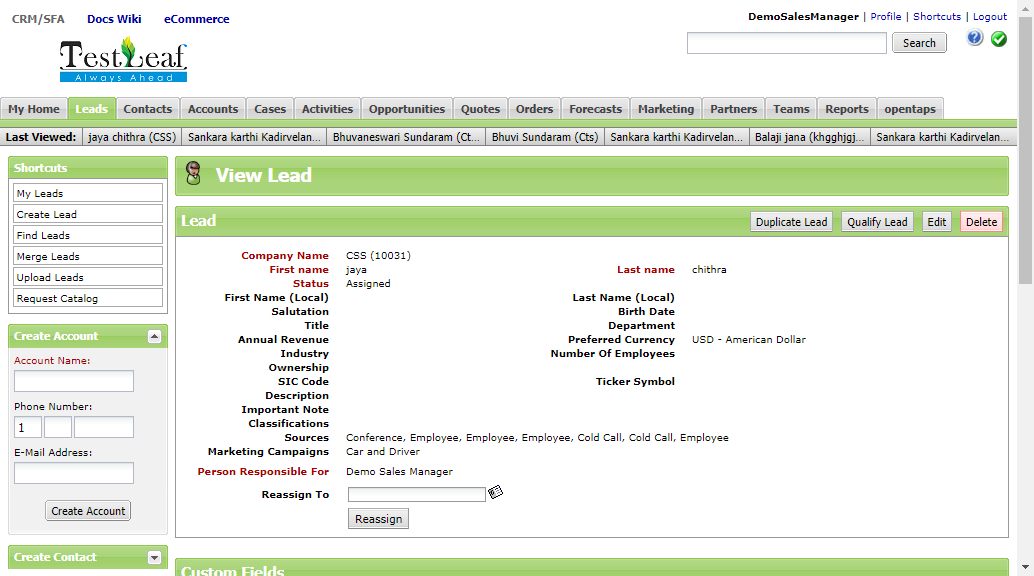 CRM/SFA Docs Wiki eCommerce
DemoSalesManager | Profile | Shortcuts | Logout
TestLeaf
Always Ahead
Search
My Home Leads Contacts Accounts Cases Activities Opportunities Quotes Orders Forecasts Marketing Partners Teams Reports opentaps
Last Viewed: jaya chithra (CSS) Sankara karthi Kadirvelan... Bhuvaneswari Sundaram (Ct... Bhuvi Sundaram (Cts) Sankara karthi Kadirvelan... Balaji jana (khgghjgj... Sankara karthi Kadirvelan...
Shortcuts
My Leads
Create Lead
Find Leads
Merge Leads
Upload Leads
Request Catalog
Create Account
Account Name:
Phone Number:
1
E-Mail Address:
Create Account
Create Contact
View Lead
Lead
Duplicate Lead Qualify Lead Edit Delete
Company Name CSS (10031)
First name jaya Last name chithra
Status Assigned
First Name (Local) Last Name (Local)
Salutation Birth Date
Title Department
Annual Revenue Preferred Currency USD - American Dollar
Industry Number Of Employees
Ownership
SIC Code Ticker Symbol
Description
Important Note
Classifications
Sources Conference, Employee, Employee, Employee, Cold Call, Cold Call, Employee
Marketing Campaigns Car and Driver
Person Responsible For Demo Sales Manager
Reassign To
Reassign
Custom Fields